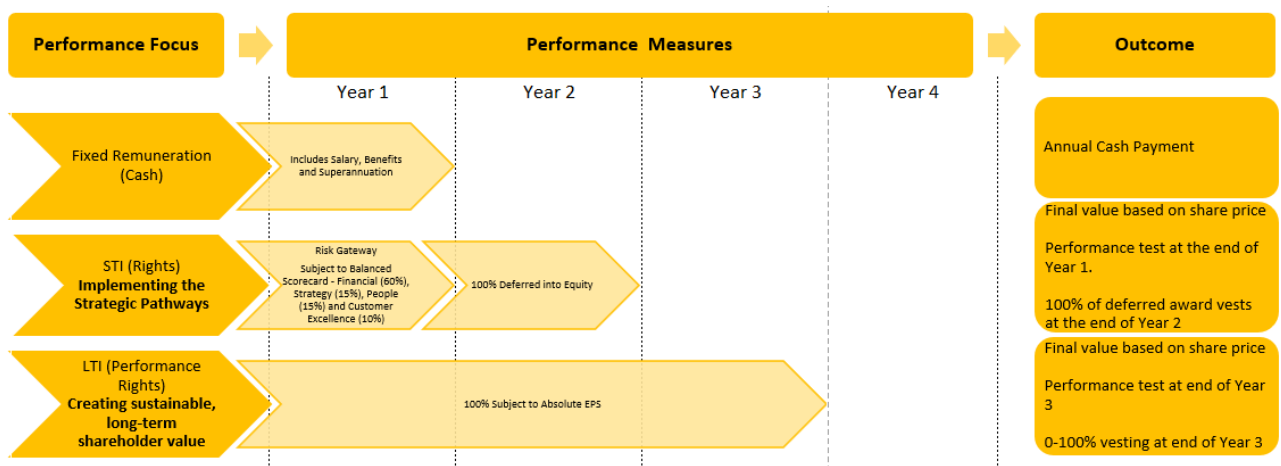 Performance Focus
Performance Measures
Outcome
Year 1
Year 2
Year 3
Year 4
Fixed Remuneration
(Cash)
Includes Salary, Benefits
and Superannuation
Annual Cash Payment
STI (Rights)
Implementing the
Strategic Pathways
Risk Gateway
Subject to Balanced
Scorecard - Financial (60%),
Strategy (15%), People
(15%) and Customer
Excellence (10%)
100% Deferred into Equity
Final value based on share price
Performance test at the end of
Year 1.
100% of deferred award vests
at the end of Year 2
LTI (Performance
Rights)
Creating sustainable,
long-term
shareholder value
100% Subject to Absolute EPS
Final value based on share price
Performance test at end of Year
3
0-100% vesting at end of Year 3